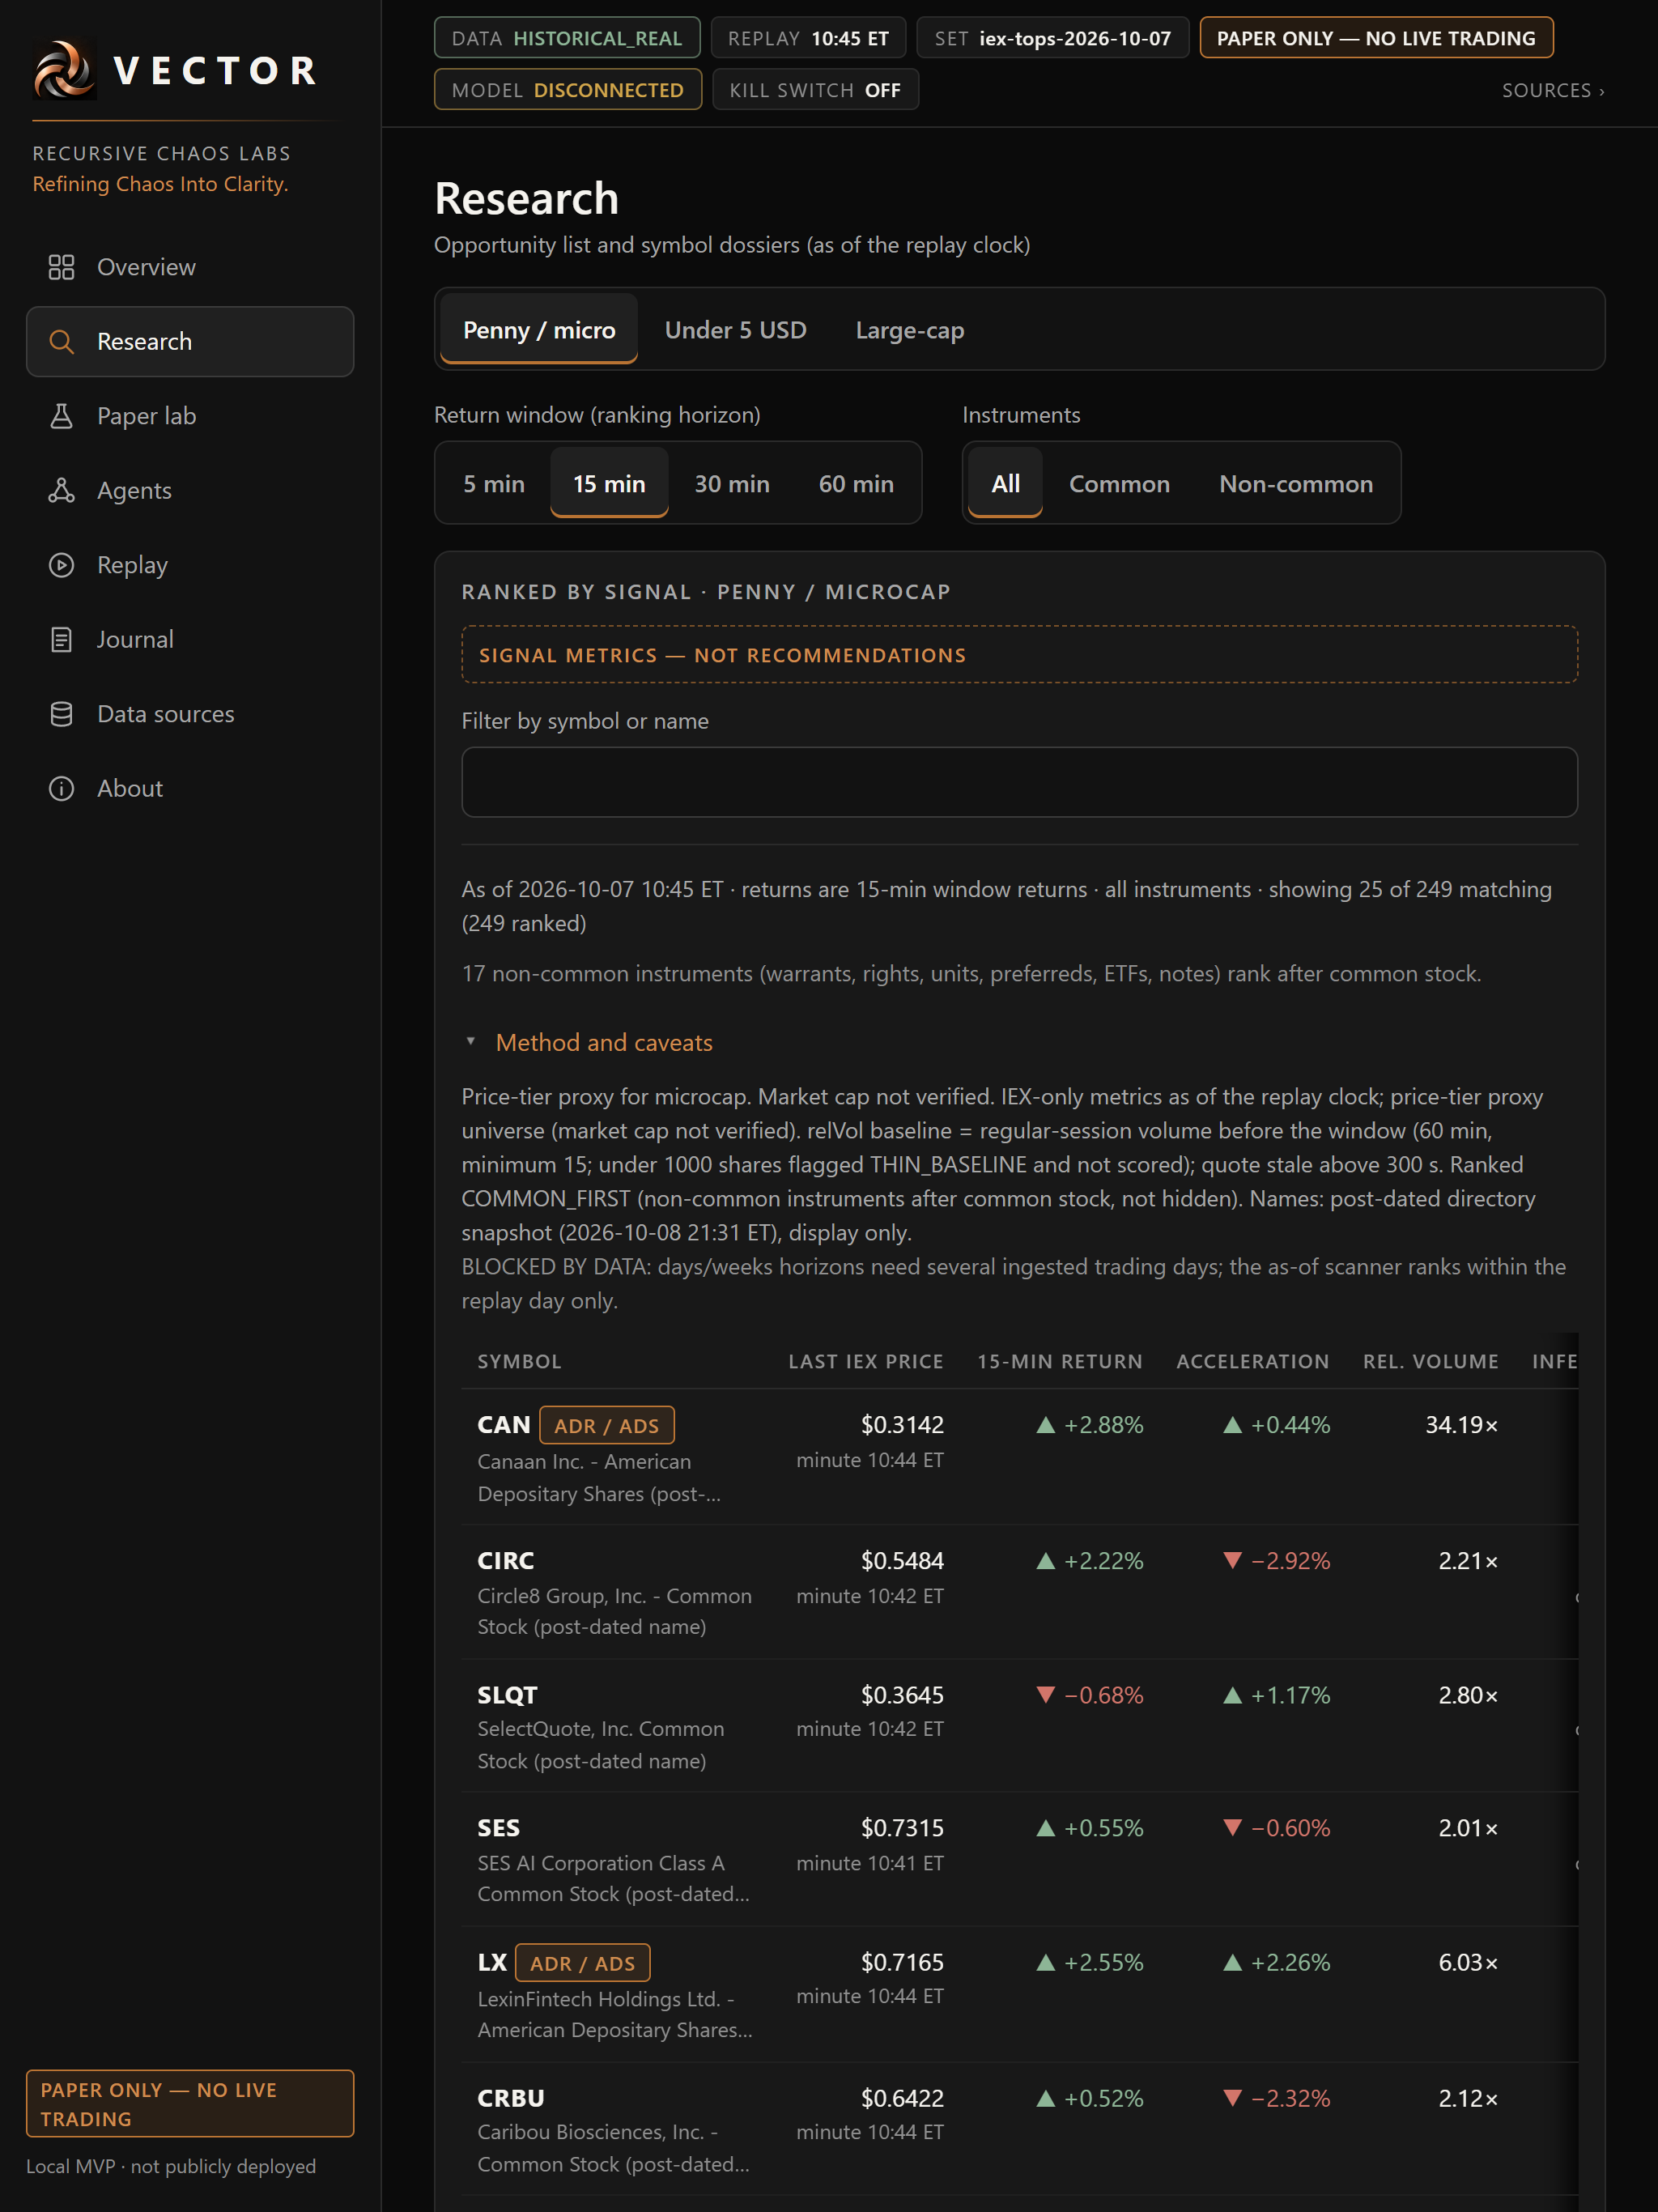 VECTOR
RECURSIVE CHAOS LABS
Refining Chaos Into Clarity.
Overview
Research
Paper lab
Agents
Replay
Journal
Data sources
About
PAPER ONLY — NO LIVE
TRADING
Local MVP · not publicly deployed
DATA HISTORICAL_REAL
REPLAY 10:45 ET
SET iex-tops-2026-10-07
PAPER ONLY — NO LIVE TRADING
MODEL DISCONNECTED
KILL SWITCH OFF
SOURCES ›
Research
Opportunity list and symbol dossiers (as of the replay clock)
Penny / micro
Under 5 USD
Large-cap
Return window (ranking horizon)
5 min
15 min
30 min
60 min
Instruments
All
Common
Non-common
RANKED BY SIGNAL · PENNY / MICROCAP
SIGNAL METRICS — NOT RECOMMENDATIONS
Filter by symbol or name
As of 2026-10-07 10:45 ET · returns are 15-min window returns · all instruments · showing 25 of 249 matching
(249 ranked)
17 non-common instruments (warrants, rights, units, preferreds, ETFs, notes) rank after common stock.
▼ Method and caveats
Price-tier proxy for microcap. Market cap not verified. IEX-only metrics as of the replay clock; price-tier proxy
universe (market cap not verified). relVol baseline = regular-session volume before the window (60 min,
minimum 15; under 1000 shares flagged THIN_BASELINE and not scored); quote stale above 300 s. Ranked
COMMON_FIRST (non-common instruments after common stock, not hidden). Names: post-dated directory
snapshot (2026-10-08 21:31 ET), display only.
BLOCKED BY DATA: days/weeks horizons need several ingested trading days; the as-of scanner ranks within the
replay day only.
SYMBOL LAST IEX PRICE 15-MIN RETURN ACCELERATION REL. VOLUME INFE
CAN ADR / ADS $0.3142 ▲ +2.88% ▲ +0.44% 34.19×
Canaan Inc. - American minute 10:44 ET
Depositary Shares (post-...
CIRC $0.5484 ▲ +2.22% ▼ −2.92% 2.21×
Circle8 Group, Inc. - Common minute 10:42 ET
Stock (post-dated name)
SLQT $0.3645 ▼ −0.68% ▲ +1.17% 2.80×
SelectQuote, Inc. Common minute 10:42 ET
Stock (post-dated name)
SES $0.7315 ▲ +0.55% ▼ −0.60% 2.01×
SES AI Corporation Class A minute 10:41 ET
Common Stock (post-dated...
LX ADR / ADS $0.7165 ▲ +2.55% ▲ +2.26% 6.03×
LexinFintech Holdings Ltd. - minute 10:44 ET
American Depositary Shares...
CRBU $0.6422 ▲ +0.52% ▼ −2.32% 2.12×
Caribou Biosciences, Inc. - minute 10:44 ET
Common Stock (post-dated...